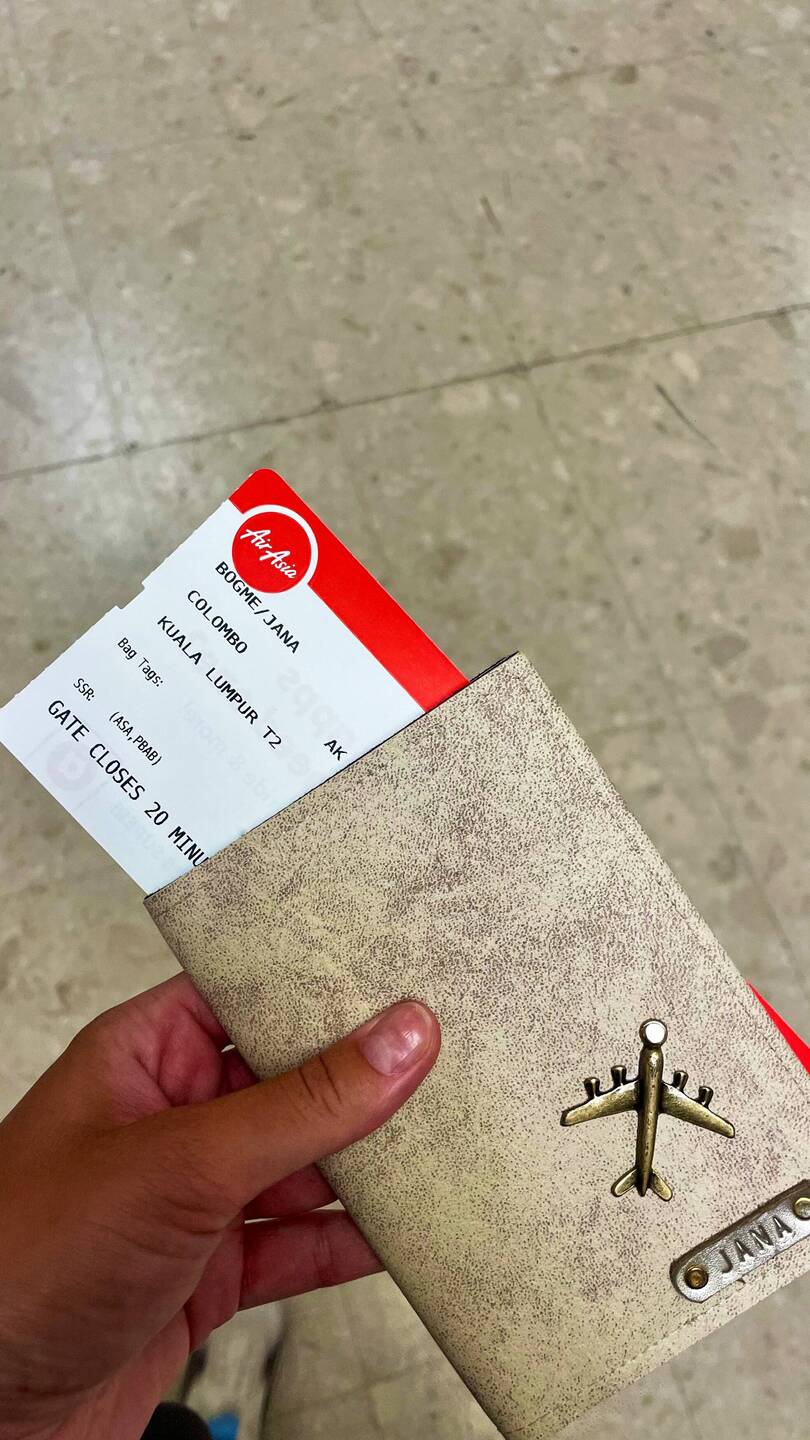 AirAsia
BOGME/JANA
COLOMBO
KUALA LUMPUR T2
AK
Bag Tags:
SSR:
(ASA,PBAB)
GATE CLOSES 20 MINU
JANA